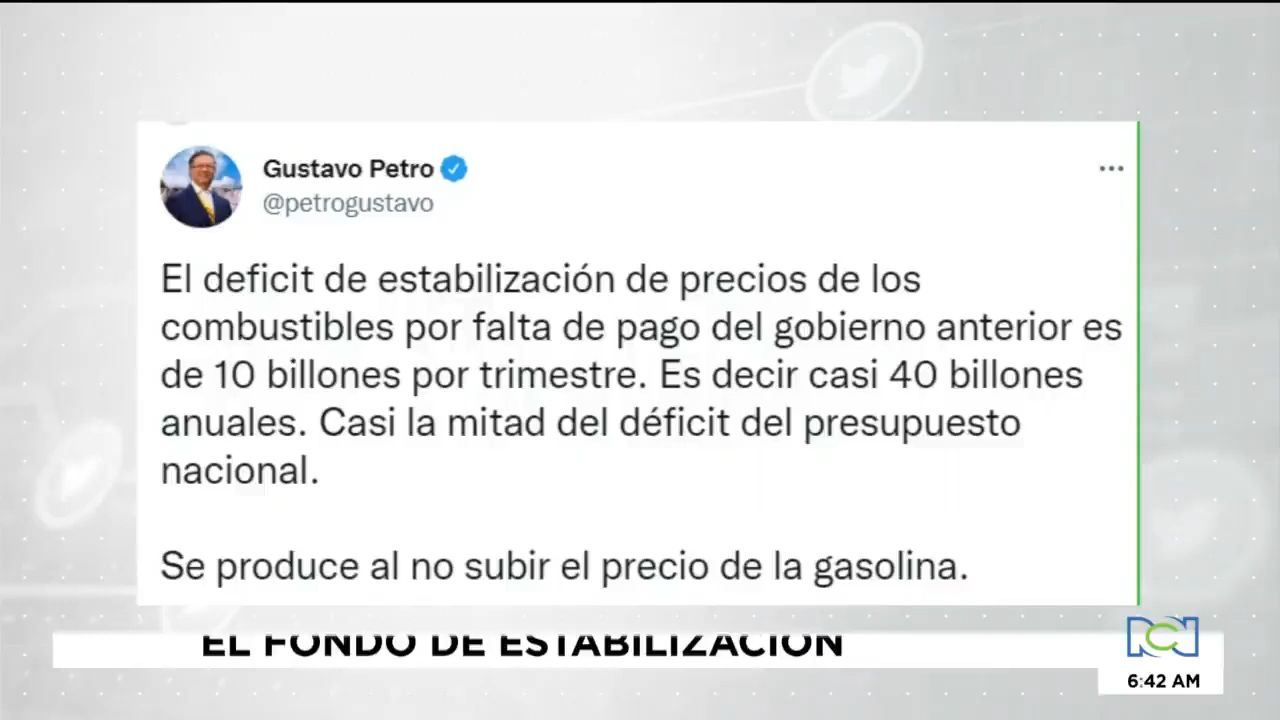 Gustavo Petro
@petrogustavo
El deficit de estabilización de precios de los
combustibles por falta de pago del gobierno anterior es
de 10 billones por trimestre. Es decir casi 40 billones
anuales. Casi la mitad del déficit del presupuesto
nacional.
Se produce al no subir el precio de la gasolina.
EL FONDO DE ESTABILIZACIÓN
RCN
6:42 AM